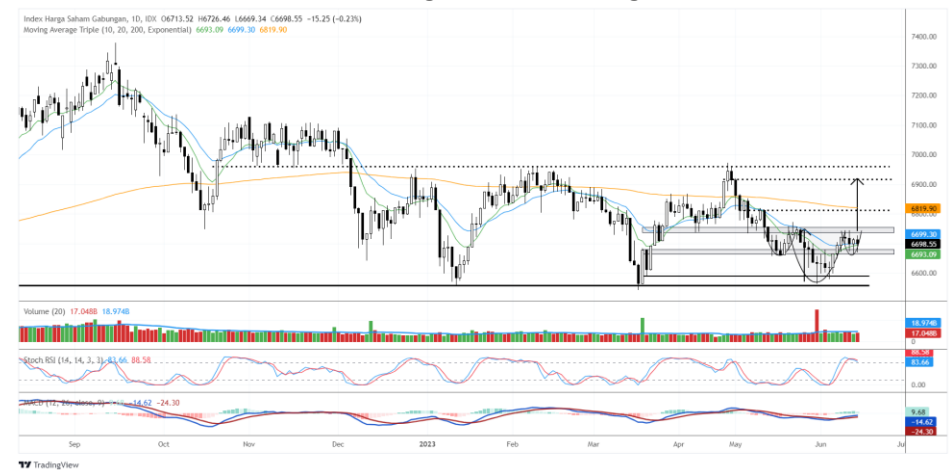 Index Harga Saham Gabungan, 1D, IDX O6713.52 H6726.46 L6669.34 C6698.55 -15.25 (-0.23%)
Moving Average Triple (10, 20, 200, Exponential) 6693.09 6699.30 6819.90
7400.00
7300.00
7200.00
7100.00
7000.00
6900.00
6819.90
6800.00
6699.30
6698.55
6693.09
6600.00
Volume (20) 17.048B 18.974B
18.974B
17.048B
0
Stoch RSI (14, 14, 3, 3) 83.66 88.58
88.58
83.66
0.00
MACD (12, 26, close, 9) 9.68 -14.62 -24.30
9.68
-14.62
-24.30
Sep Oct Nov Dec 2023 Feb Mar Apr May Jun Ju
TradingView